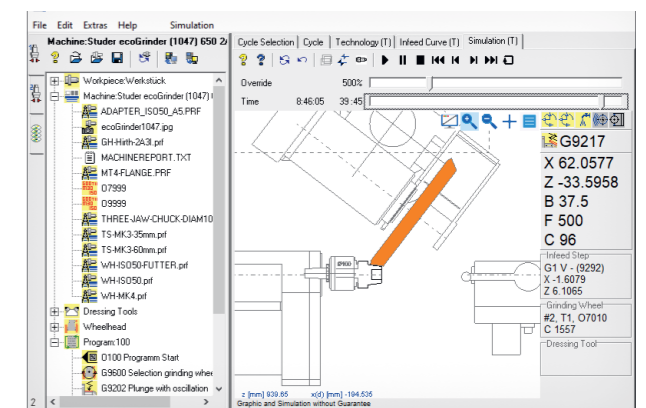 File Edit Extras Help Simulation
Machine:Studer ecoGrinder (1047) 650 2/
Cycle Selection Cycle Technology (T) Infeed Curve (T) Simulation (T)
Override 500%
Time 8:46:05 39:45
Workpiece:Werkstück
Machine:Studer ecoGrinder (1047) (
ADAPTER_ISO50_A5.PRF
ecoGrinder1047.jpg
GH-Hirth-2A3I.prf
MACHINEREPORT.TXT
MT4-FLANGE.PRF
O7999
O9999
THREE-JAW-CHUCK-DIAM10
TS-MK3-35mm.prf
TS-MK3-60mm.prf
WH-ISO50-FUTTER.prf
WH-ISO50.prf
WH-MK4.prf
Dressing Tools
Wheelhead
Program:100
O100 Programm Start
G9600 Selection grinding whee
G9202 Plunge with oscillation
2
G9217
X 62.0577
Z -33.5958
B 37.5
F 500
C 96
Infeed Step
G1 V - (9292)
X -1.6079
Z 6.1065
Grinding Wheel
#2, T1, O7010
C 1557
Dressing Tool
z [mm] 939.65 x(d) [mm] -194.535
Graphic and Simulation without Guarantee